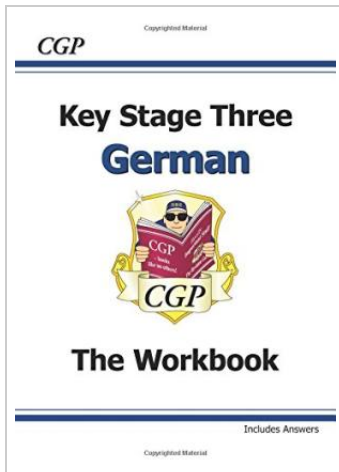 Copyrighted Material
CGP
Key Stage Three
German
CGP
CGP
The Workbook
Includes Answers
Copyrighted Material